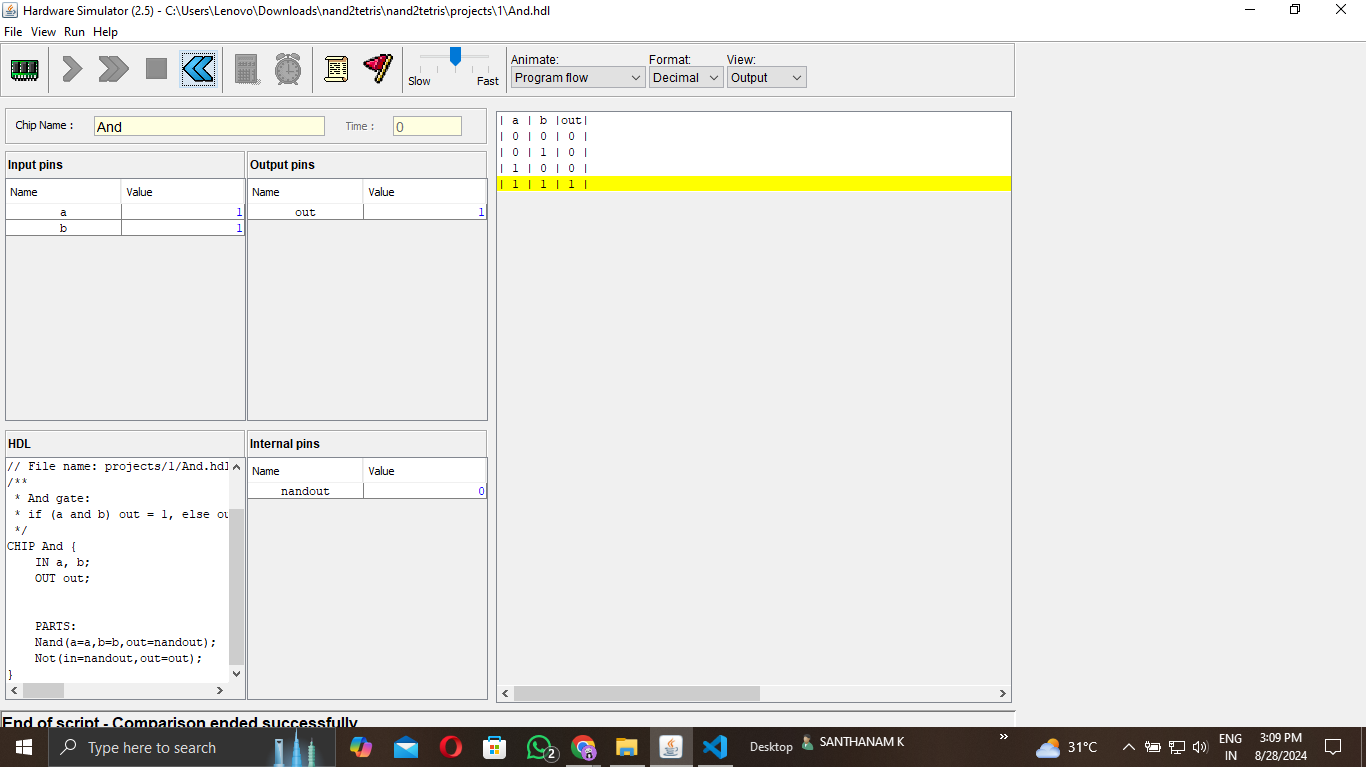 Hardware Simulator (2.5) - C:\Users\Lenovo\Downloads\nand2tetris\nand2tetris\projects\1\And.hdl
File View Run Help
Slow Fast
Animate: Format: View:
Program flow Decimal Output
Chip Name : And Time : 0
Input pins
Name Value
a 1
b 1
Output pins
Name Value
out 1
| a | b |out|
| 0 | 0 | 0 |
| 0 | 1 | 0 |
| 1 | 0 | 0 |
| 1 | 1 | 1 |
HDL
// File name: projects/1/And.hdl
/**
 * And gate:
 * if (a and b) out = 1, else ou
 */
CHIP And {
    IN a, b;
    OUT out;
    PARTS:
    Nand(a=a,b=b,out=nandout);
    Not(in=nandout,out=out);
}
Internal pins
Name Value
nandout 0
End of script - Comparison ended successfully
Type here to search
2
Desktop
SANTHANAM K
»
31°C
ENG
IN
3:09 PM
8/28/2024